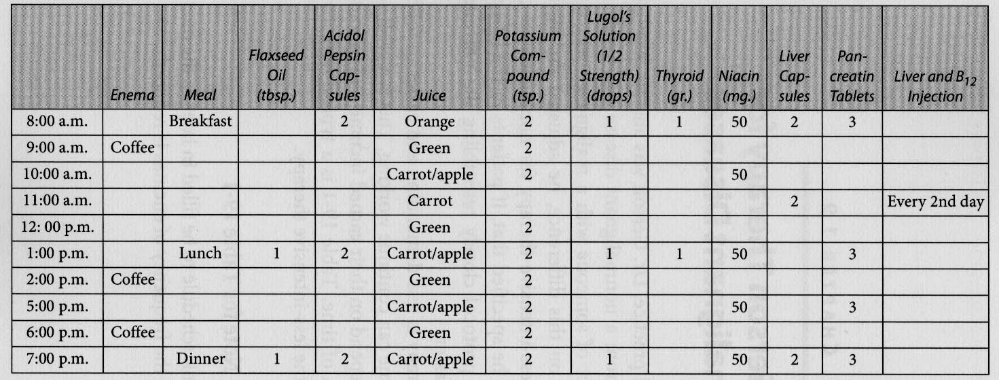 Enema
Meal
Flaxseed
Oil
(tbsp.)
Acidol
Pepsin
Cap-
sules
Juice
Potassium
Com-
pound
(tsp.)
Lugol's
Solution
(1/2
Strength)
(drops)
Thyroid
(gr.)
Niacin
(mg.)
Liver
Cap-
sules
Pan-
creatin
Tablets
Liver and B12
Injection
8:00 a.m. Breakfast 2 Orange 2 1 1 50 2 3
9:00 a.m. Coffee Green 2
10:00 a.m. Carrot/apple 2 50
11:00 a.m. Carrot 2 Every 2nd day
12: 00 p.m. Green 2
1:00 p.m. Lunch 1 2 Carrot/apple 2 1 1 50 3
2:00 p.m. Coffee Green 2
5:00 p.m. Carrot/apple 2 50 3
6:00 p.m. Coffee Green 2
7:00 p.m. Dinner 1 2 Carrot/apple 2 1 50 2 3